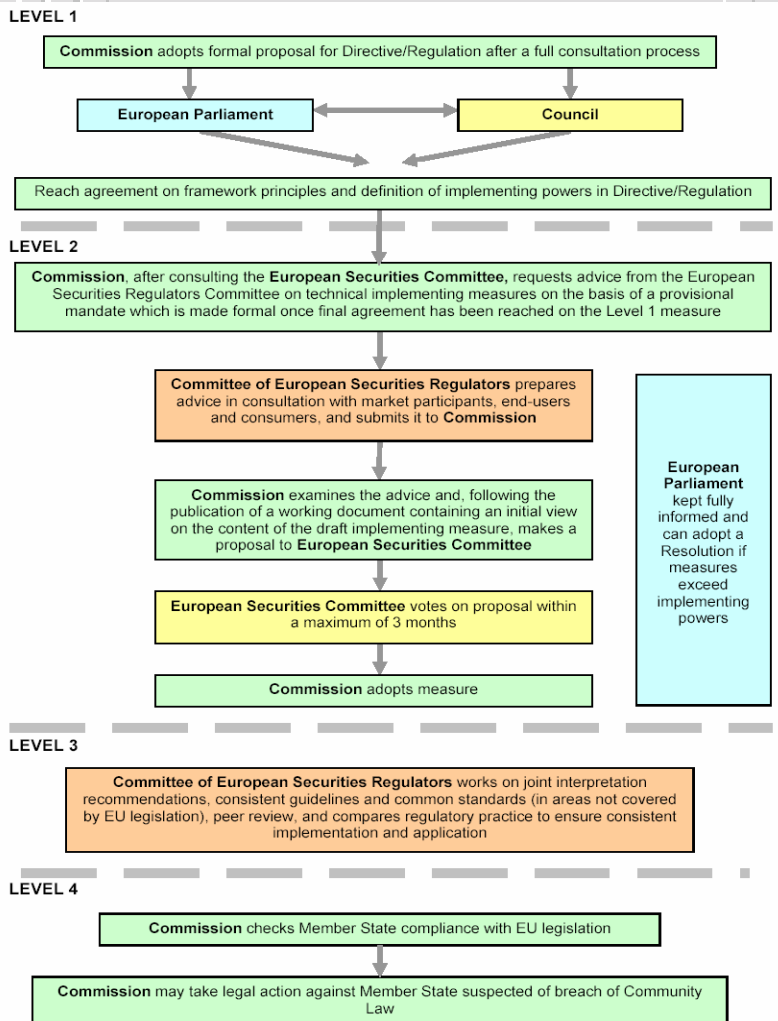 LEVEL 1
Commission adopts formal proposal for Directive/Regulation after a full consultation process
European Parliament
Council
Reach agreement on framework principles and definition of implementing powers in Directive/Regulation
LEVEL 2
Commission, after consulting the European Securities Committee, requests advice from the European
Securities Regulators Committee on technical implementing measures on the basis of a provisional
mandate which is made formal once final agreement has been reached on the Level 1 measure
Committee of European Securities Regulators prepares
advice in consultation with market participants, end-users
and consumers, and submits it to Commission
Commission examines the advice and, following the
publication of a working document containing an initial view
on the content of the draft implementing measure, makes a
proposal to European Securities Committee
European Securities Committee votes on proposal within
a maximum of 3 months
Commission adopts measure
European
Parliament
kept fully
informed and
can adopt a
Resolution if
measures
exceed
implementing
powers
LEVEL 3
Committee of European Securities Regulators works on joint interpretation
recommendations, consistent guidelines and common standards (in areas not covered
by EU legislation), peer review, and compares regulatory practice to ensure consistent
implementation and application
LEVEL 4
Commission checks Member State compliance with EU legislation
Commission may take legal action against Member State suspected of breach of Community
Law